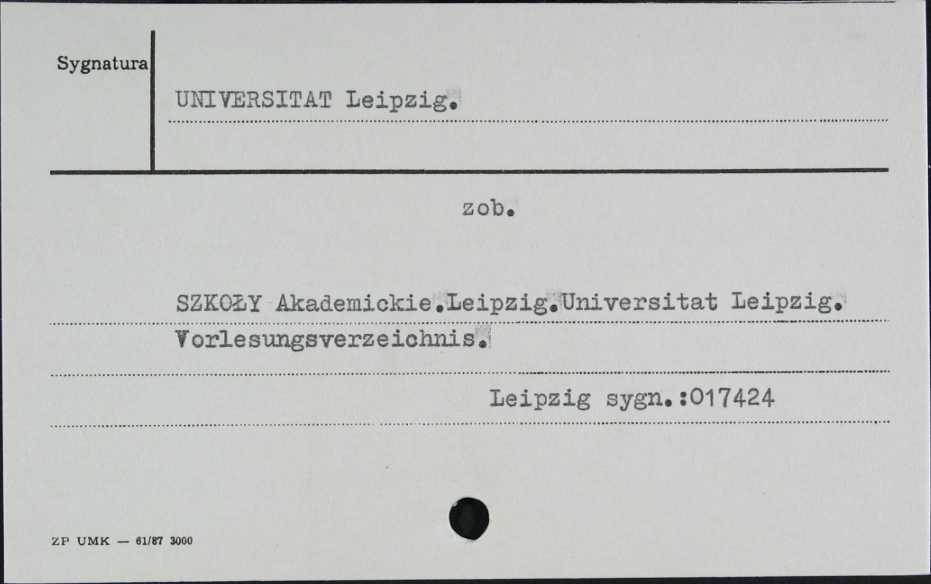 Sygnatura
UNIVERSITAT Leipzig.
zob.
SZKOŁY Akademickie.Leipzig.Universitat Leipzig.
Vorlesungsverzeichnis.
Leipzig sygn.:017424
ZP UMK — 61/87 3000